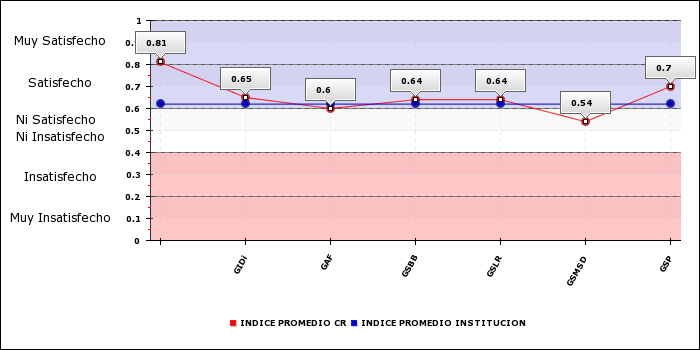 Muy Satisfecho
Satisfecho
Ni Satisfecho
Ni Insatisfecho
Insatisfecho
Muy Insatisfecho
1
0.8
0.7
0.6
0.5
0.4
0.3
0.2
0.1
0
0.81
0.65
0.6
0.64
0.64
0.54
0.7
GIDi
GAF
GSBB
GSLR
GSMSD
GSP
INDICE PROMEDIO CR
INDICE PROMEDIO INSTITUCION